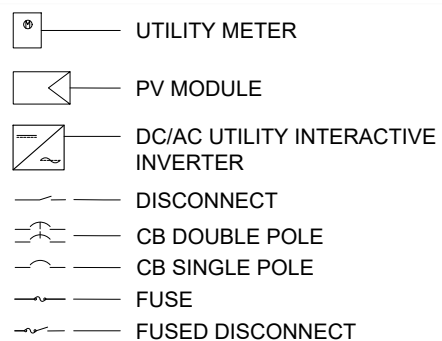 M
UTILITY METER
PV MODULE
DC/AC UTILITY INTERACTIVE
INVERTER
DISCONNECT
CB DOUBLE POLE
CB SINGLE POLE
FUSE
FUSED DISCONNECT